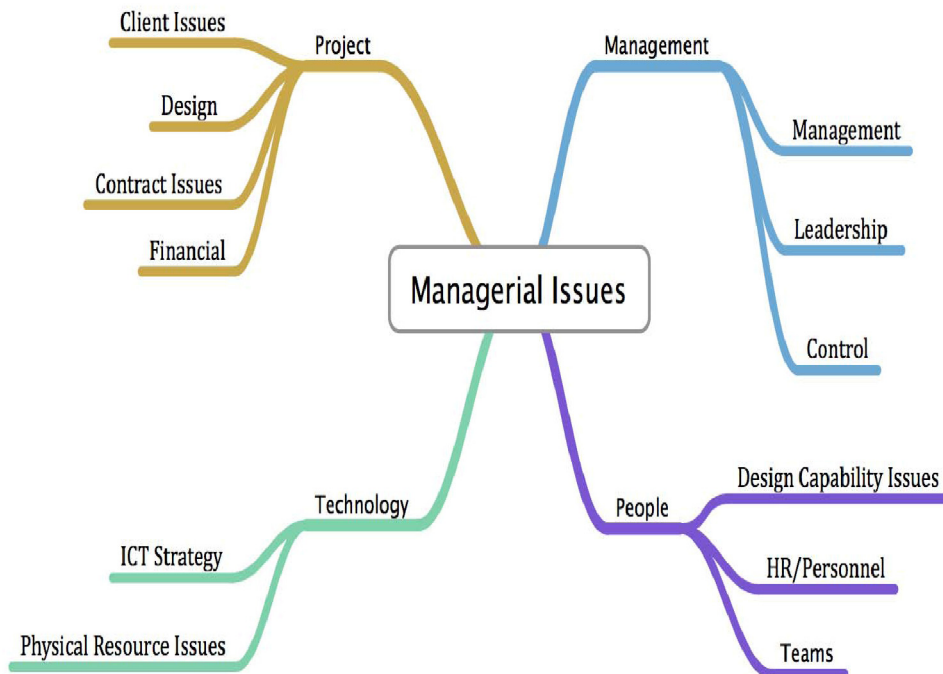 Client Issues
Project
Design
Contract Issues
Financial
Management
Management
Leadership
Control
Managerial Issues
Technology
ICT Strategy
Physical Resource Issues
People
Design Capability Issues
HR/Personnel
Teams